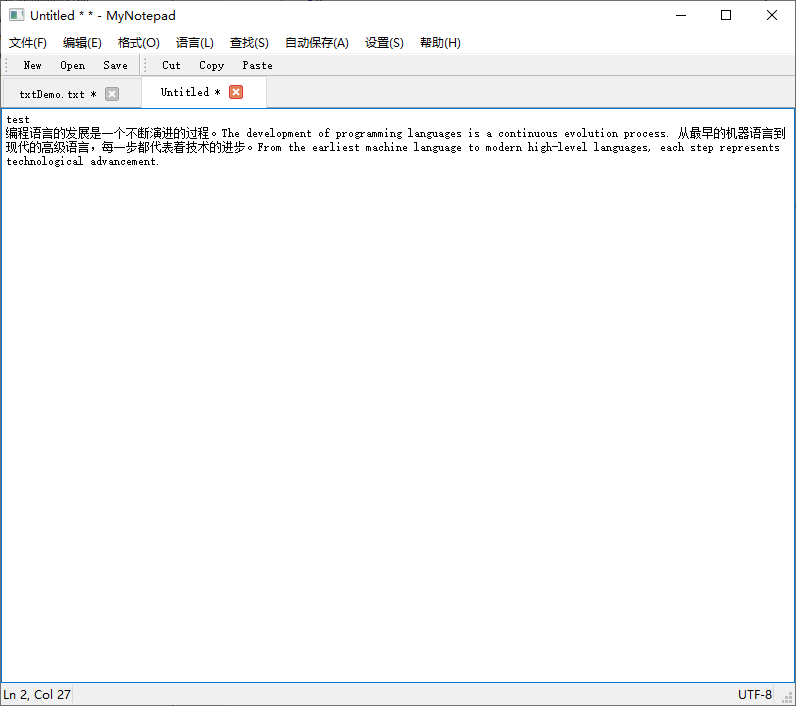 Untitled * * - MyNotepad
文件(F) 编辑(E) 格式(O) 语言(L) 查找(S) 自动保存(A) 设置(S) 帮助(H)
New Open Save Cut Copy Paste
txtDemo.txt * Untitled *
test
编程语言的发展是一个不断演进的过程。The development of programming languages is a continuous evolution process. 从最早的机器语言到
现代的高级语言，每一步都代表着技术的进步。From the earliest machine language to modern high-level languages, each step represents
technological advancement.
Ln 2, Col 27 UTF-8